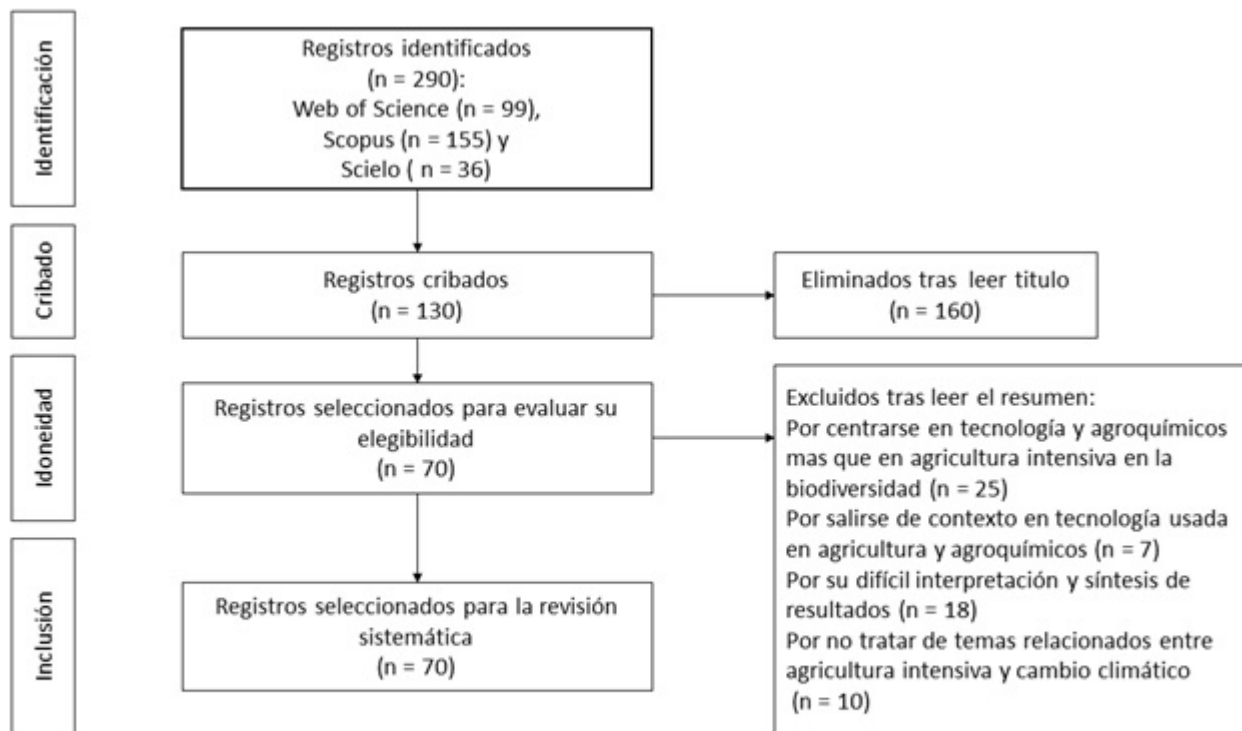 Identificación
Registros identificados
(n = 290):
Web of Science (n = 99),
Scopus (n = 155) y
Scielo ( n = 36)
Cribado
Registros cribados
(n = 130)
Eliminados tras leer titulo
(n = 160)
Idoneidad
Registros seleccionados para evaluar su
elegibilidad
(n = 70)
Excluidos tras leer el resumen:
Por centrarse en tecnología y agroquímicos
mas que en agricultura intensiva en la
biodiversidad (n = 25)
Por salirse de contexto en tecnología usada
en agricultura y agroquímicos (n = 7)
Por su difícil interpretación y síntesis de
resultados (n = 18)
Por no tratar de temas relacionados entre
agricultura intensiva y cambio climático
(n = 10)
Inclusión
Registros seleccionados para la revisión
sistemática
(n = 70)